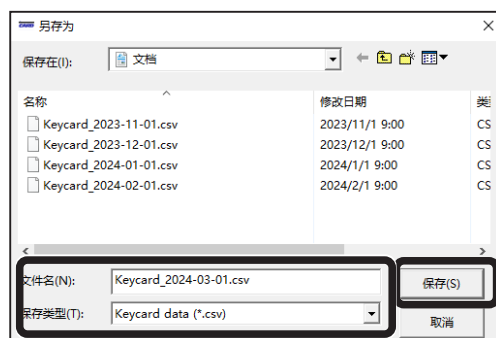 另存为
保存在(I): 文档
名称 修改日期 类
Keycard_2023-11-01.csv 2023/11/1 9:00 CS
Keycard_2023-12-01.csv 2023/12/1 9:00 CS
Keycard_2024-01-01.csv 2024/1/1 9:00 CS
Keycard_2024-02-01.csv 2024/2/1 9:00 CS
文件名(N): Keycard_2024-03-01.csv 保存(S)
保存类型(T): Keycard data (*.csv) 取消